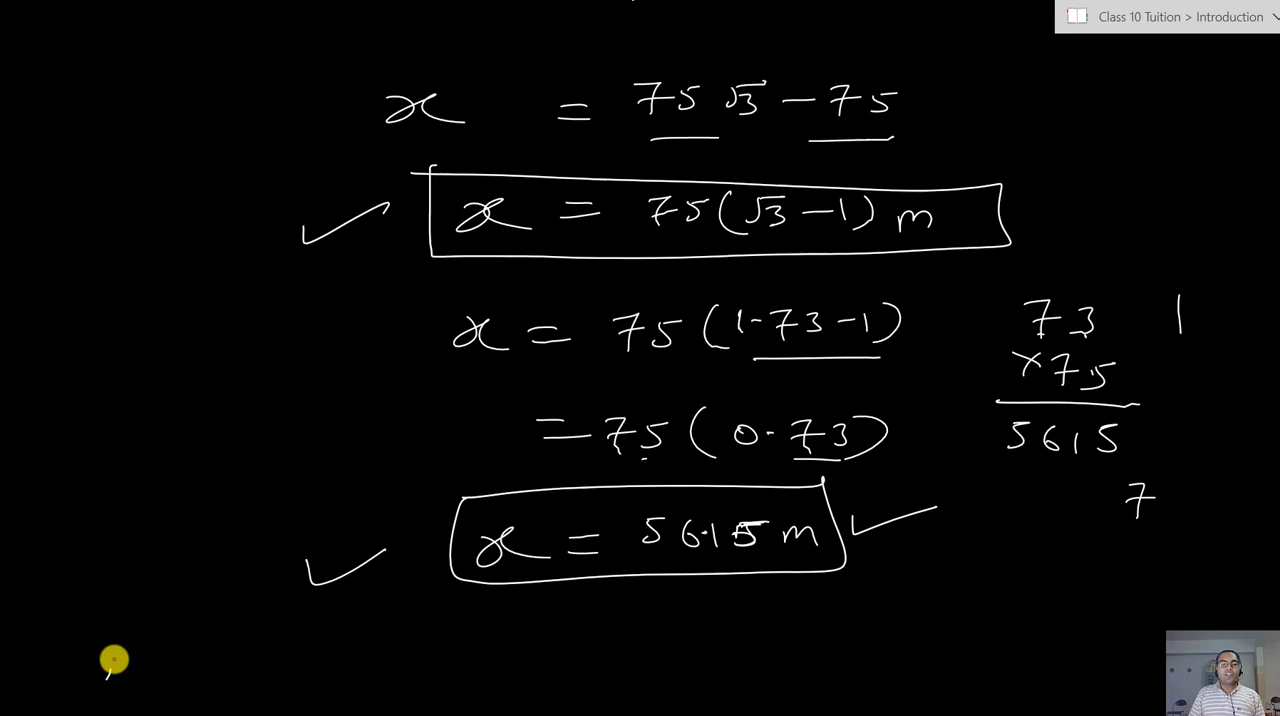 Class 10 Tuition > Introduction
x = 75 √3 - 75
x = 75(√3 - 1) m
x = 75 (1.73 - 1)
= 75 (0.73)
x = 56.15 m
73
×75
5615
7
1